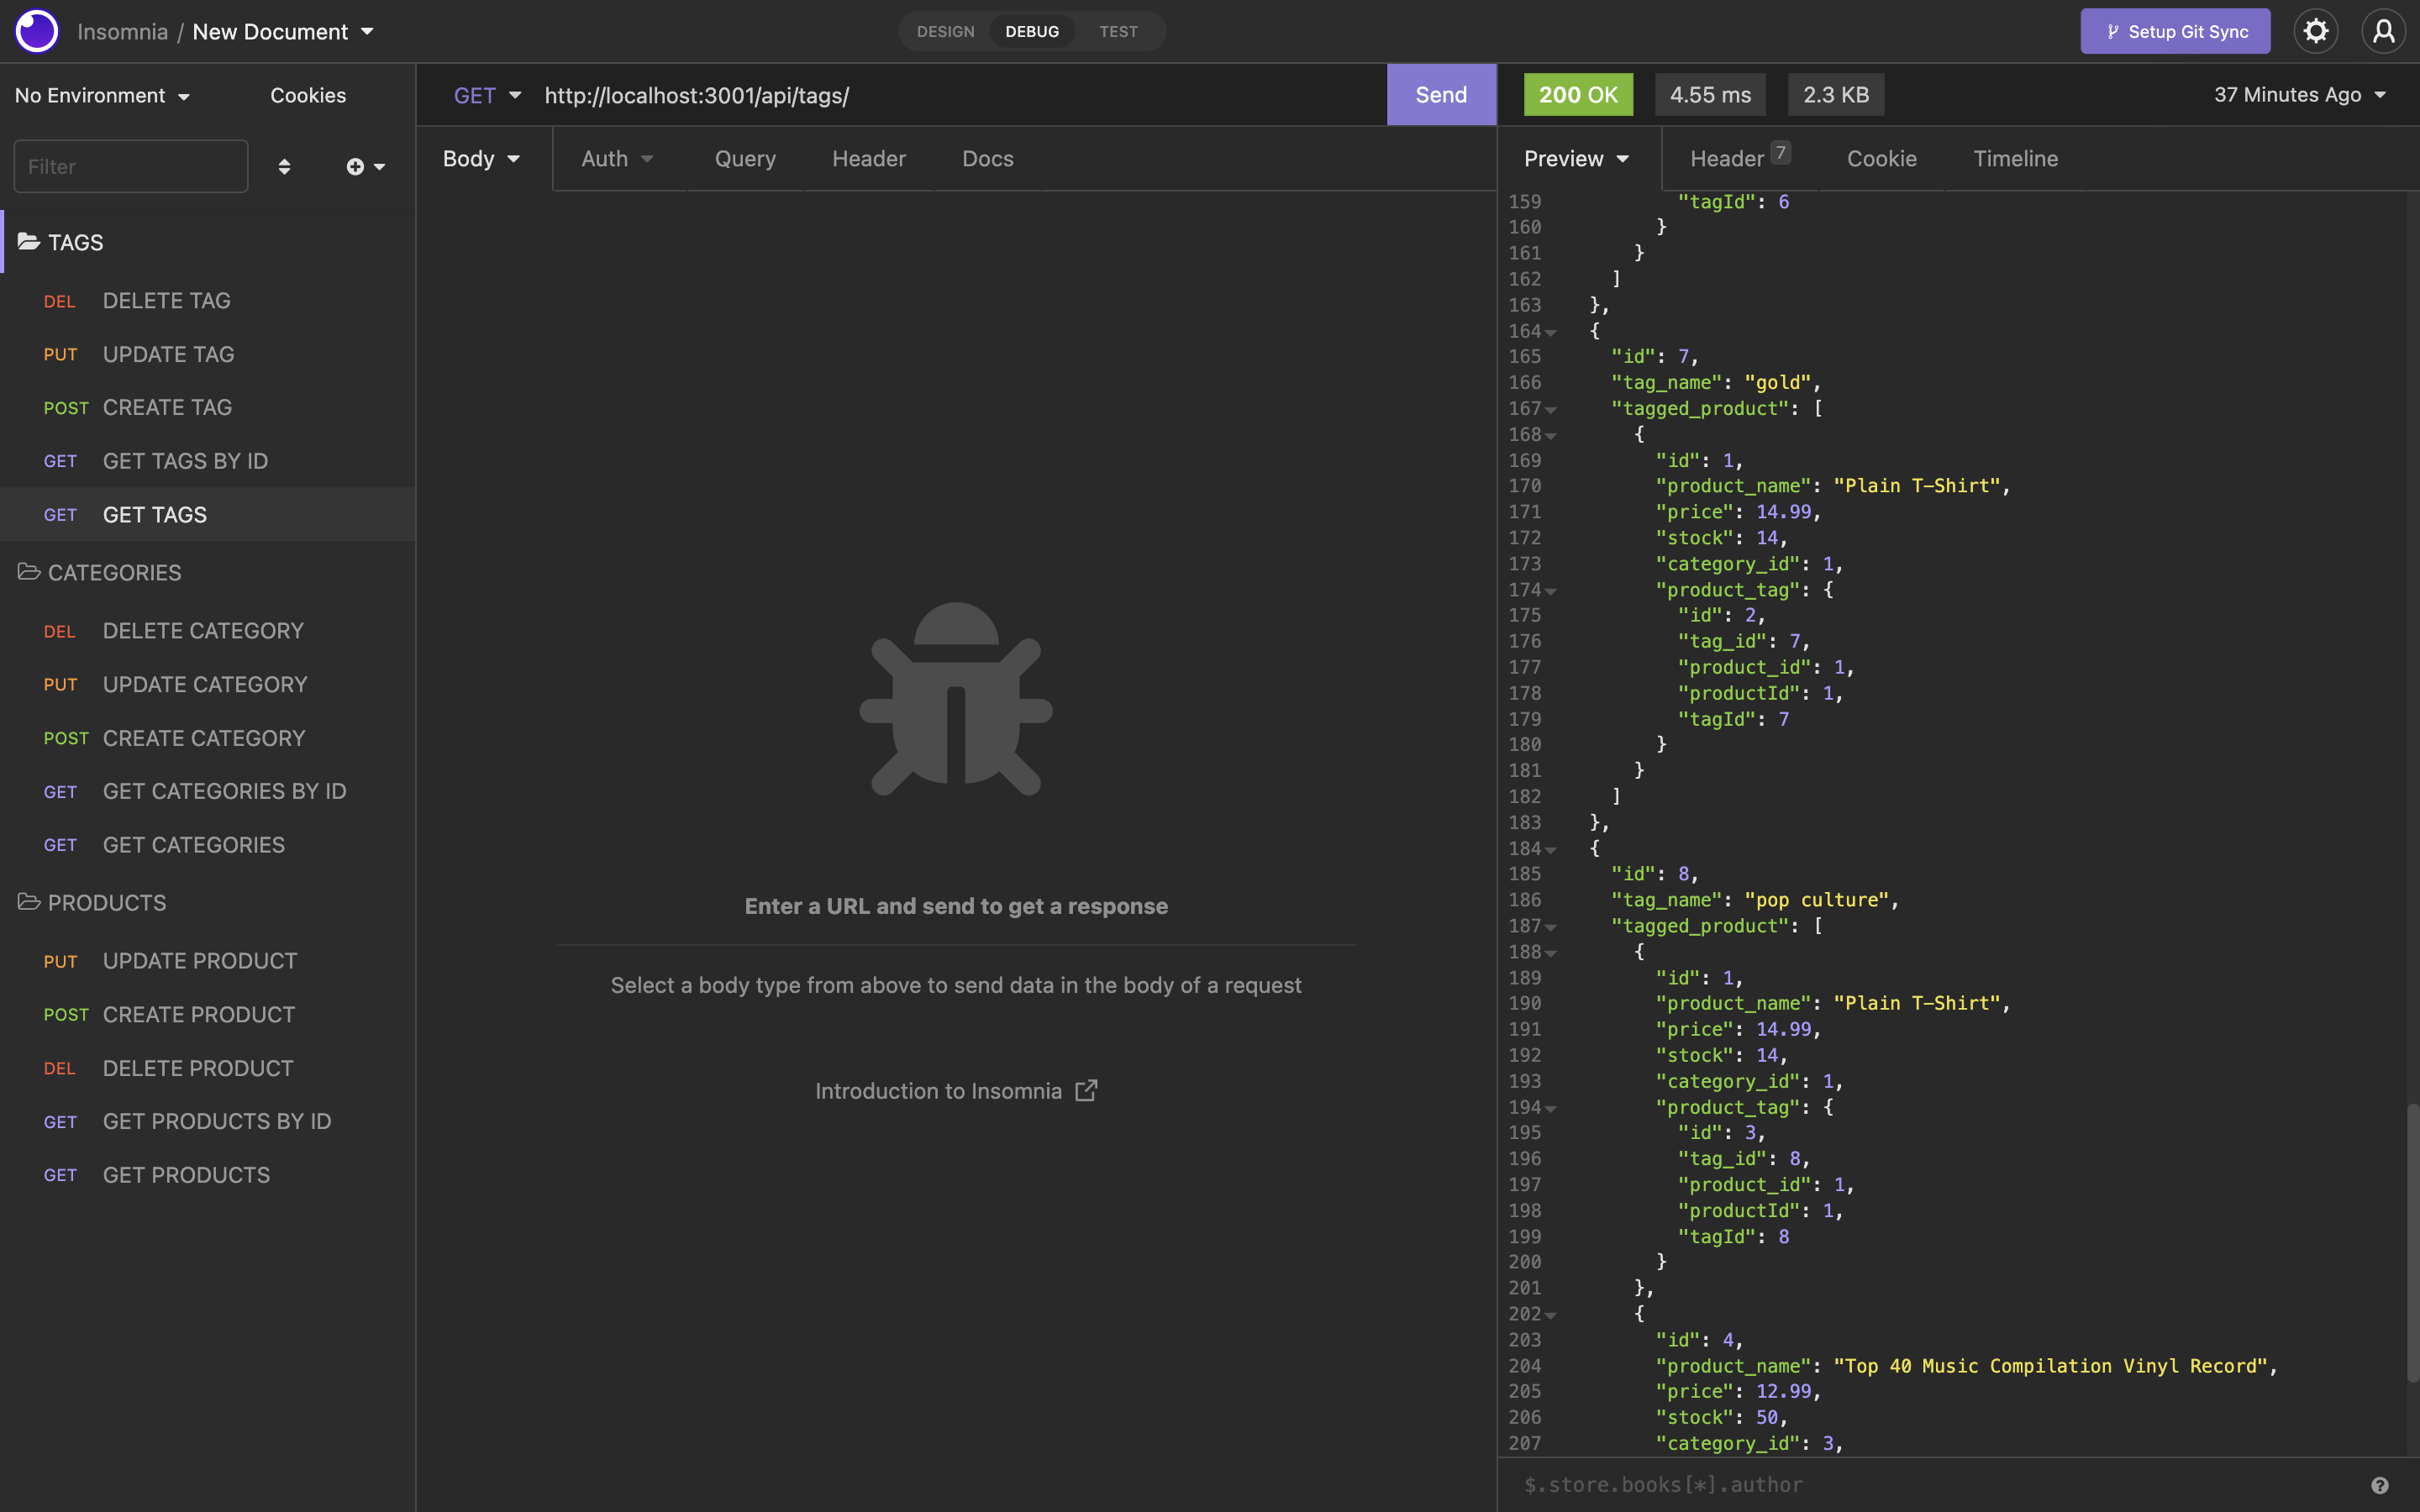 Insomnia / New Document
DESIGN DEBUG TEST
Setup Git Sync
No Environment Cookies
Filter
TAGS
DEL DELETE TAG
PUT UPDATE TAG
POST CREATE TAG
GET GET TAGS BY ID
GET GET TAGS
CATEGORIES
DEL DELETE CATEGORY
PUT UPDATE CATEGORY
POST CREATE CATEGORY
GET GET CATEGORIES BY ID
GET GET CATEGORIES
PRODUCTS
PUT UPDATE PRODUCT
POST CREATE PRODUCT
DEL DELETE PRODUCT
GET GET PRODUCTS BY ID
GET GET PRODUCTS
GET http://localhost:3001/api/tags/ Send
Body Auth Query Header Docs
Enter a URL and send to get a response
Select a body type from above to send data in the body of a request
Introduction to Insomnia
200 OK 4.55 ms 2.3 KB 37 Minutes Ago
Preview Header 7 Cookie Timeline
159 "tagId": 6
160 }
161 }
162 ]
163 },
164 {
165 "id": 7,
166 "tag_name": "gold",
167 "tagged_product": [
168 {
169 "id": 1,
170 "product_name": "Plain T-Shirt",
171 "price": 14.99,
172 "stock": 14,
173 "category_id": 1,
174 "product_tag": {
175 "id": 2,
176 "tag_id": 7,
177 "product_id": 1,
178 "productId": 1,
179 "tagId": 7
180 }
181 }
182 ]
183 },
184 {
185 "id": 8,
186 "tag_name": "pop culture",
187 "tagged_product": [
188 {
189 "id": 1,
190 "product_name": "Plain T-Shirt",
191 "price": 14.99,
192 "stock": 14,
193 "category_id": 1,
194 "product_tag": {
195 "id": 3,
196 "tag_id": 8,
197 "product_id": 1,
198 "productId": 1,
199 "tagId": 8
200 }
201 },
202 {
203 "id": 4,
204 "product_name": "Top 40 Music Compilation Vinyl Record",
205 "price": 12.99,
206 "stock": 50,
207 "category_id": 3,
$.store.books[*].author